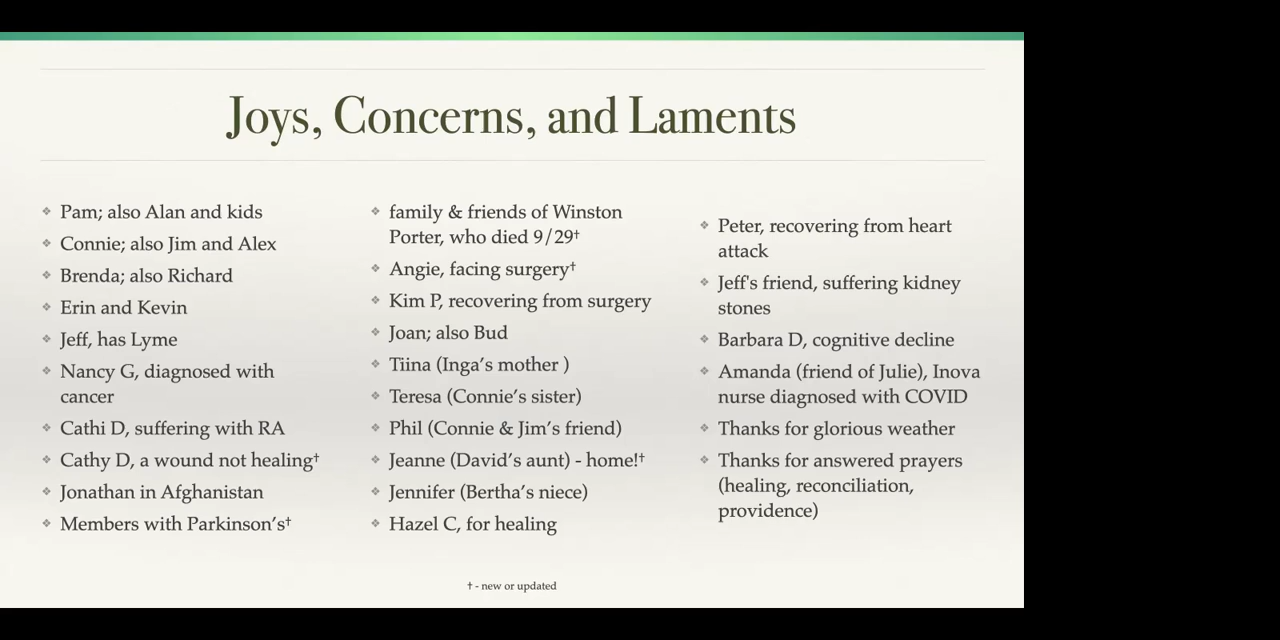 Joys, Concerns, and Laments
❖ Pam; also Alan and kids
❖ Connie; also Jim and Alex
❖ Brenda; also Richard
❖ Erin and Kevin
❖ Jeff, has Lyme
❖ Nancy G, diagnosed with
cancer
❖ Cathi D, suffering with RA
❖ Cathy D, a wound not healing†
❖ Jonathan in Afghanistan
❖ Members with Parkinson’s†
❖ family & friends of Winston
Porter, who died 9/29†
❖ Angie, facing surgery†
❖ Kim P, recovering from surgery
❖ Joan; also Bud
❖ Tiina (Inga’s mother )
❖ Teresa (Connie’s sister)
❖ Phil (Connie & Jim’s friend)
❖ Jeanne (David’s aunt) - home!†
❖ Jennifer (Bertha’s niece)
❖ Hazel C, for healing
❖ Peter, recovering from heart
attack
❖ Jeff's friend, suffering kidney
stones
❖ Barbara D, cognitive decline
❖ Amanda (friend of Julie), Inova
nurse diagnosed with COVID
❖ Thanks for glorious weather
❖ Thanks for answered prayers
(healing, reconciliation,
providence)
† - new or updated